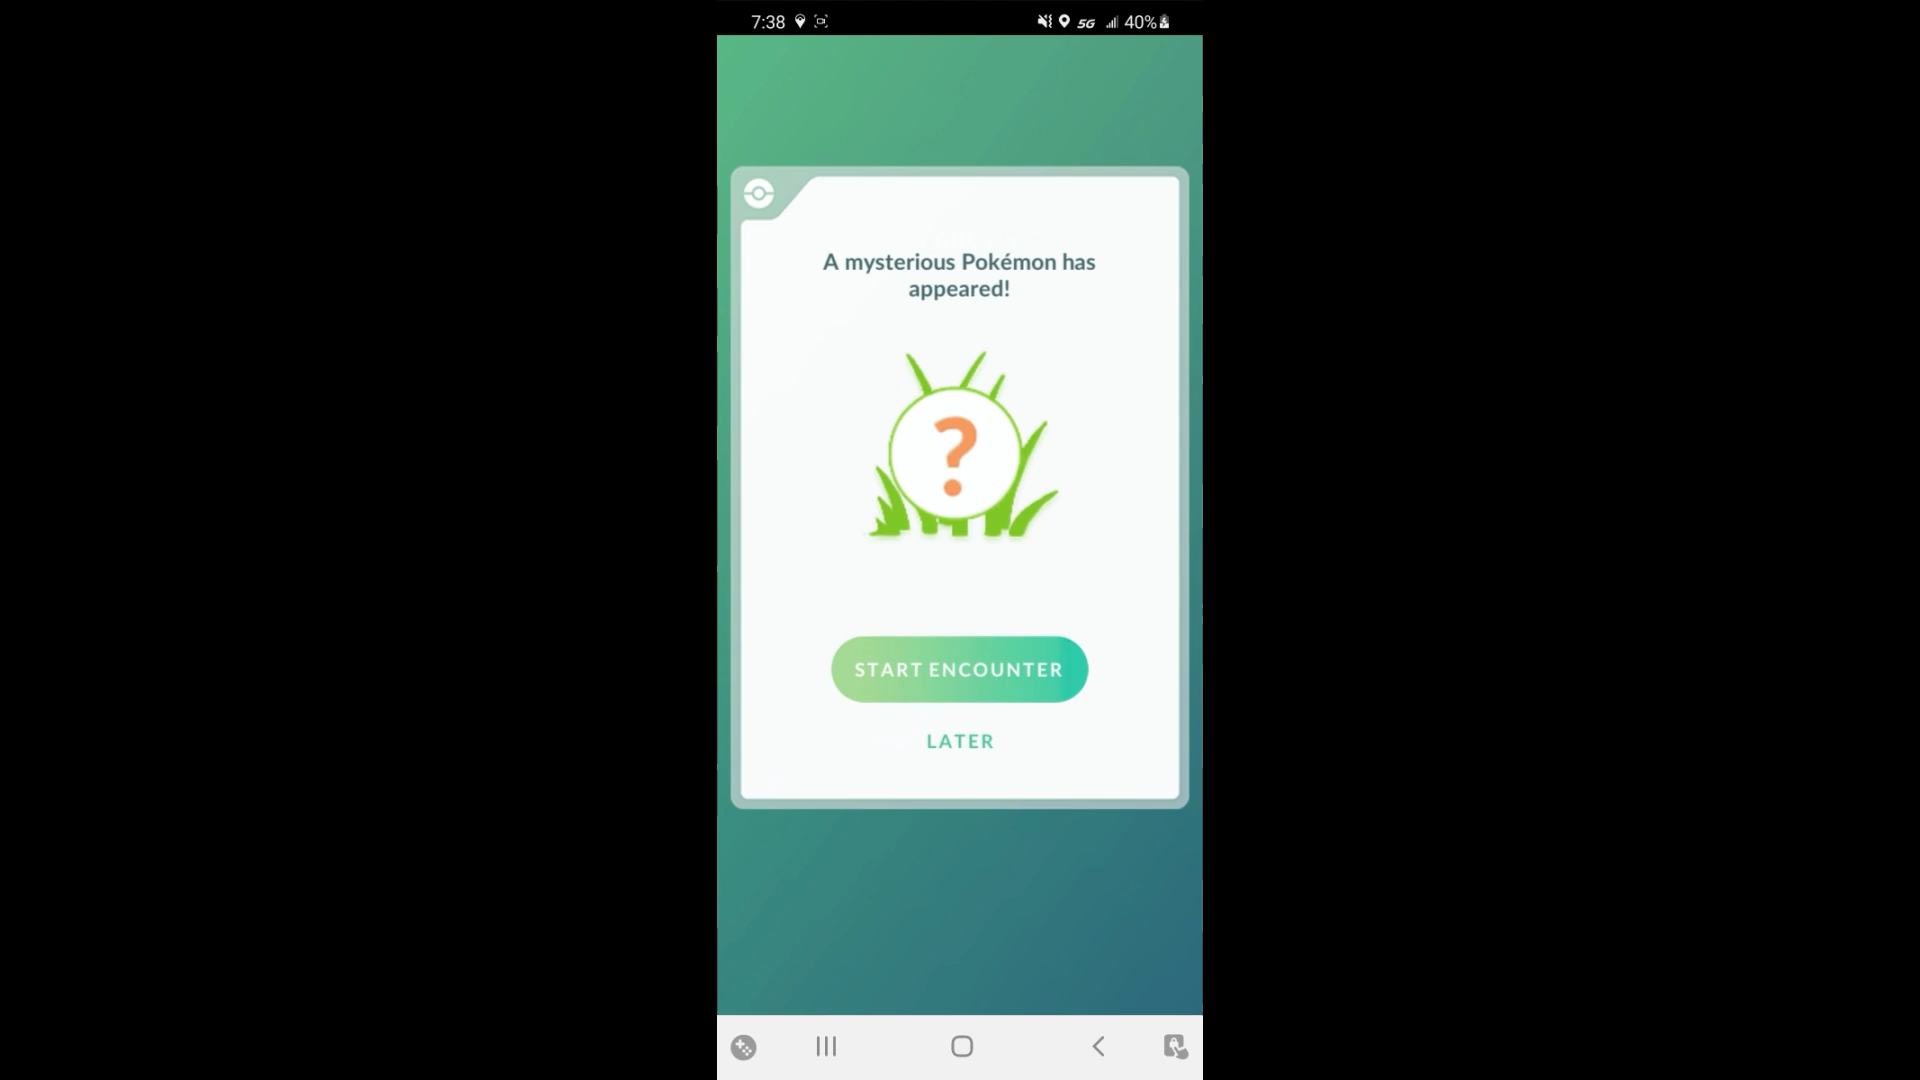 7:38 5G 40%
A mysterious Pokémon has
appeared!
?
START ENCOUNTER
LATER